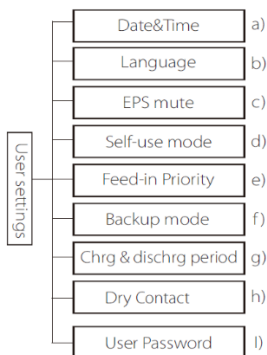 User settings
Date&Time a)
Language b)
EPS mute c)
Self-use mode d)
Feed-in Priority e)
Backup mode f)
Chrg & dischrg period g)
Dry Contact h)
User Password I)